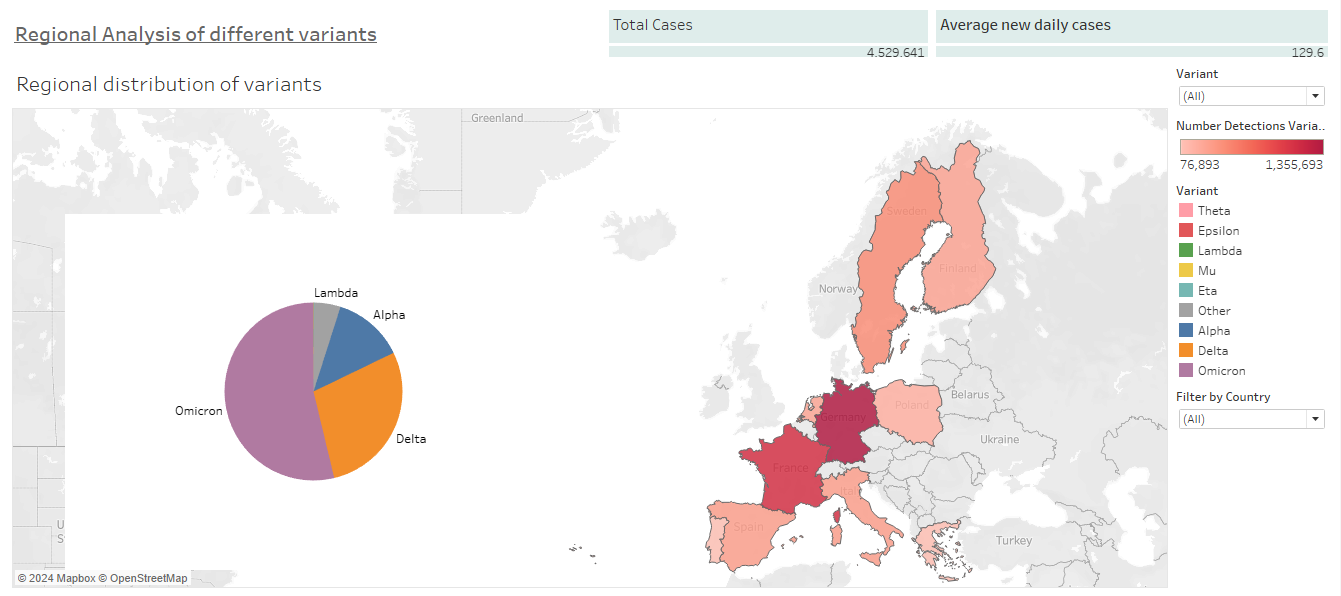 Regional Analysis of different variants
Total Cases
4.529.641
Average new daily cases
129.6
Regional distribution of variants
Variant
(All)
Number Detections Varia..
76,893 1,355,693
Variant
Theta
Epsilon
Lambda
Mu
Eta
Other
Alpha
Delta
Omicron
Filter by Country
(All)
Greenland
Sweden
Finland
Norway
Belarus
Poland
Germany
Ukraine
France
Italy
Spain
Turkey
U
S
Lambda
Alpha
Omicron
Delta
© 2024 Mapbox © OpenStreetMap